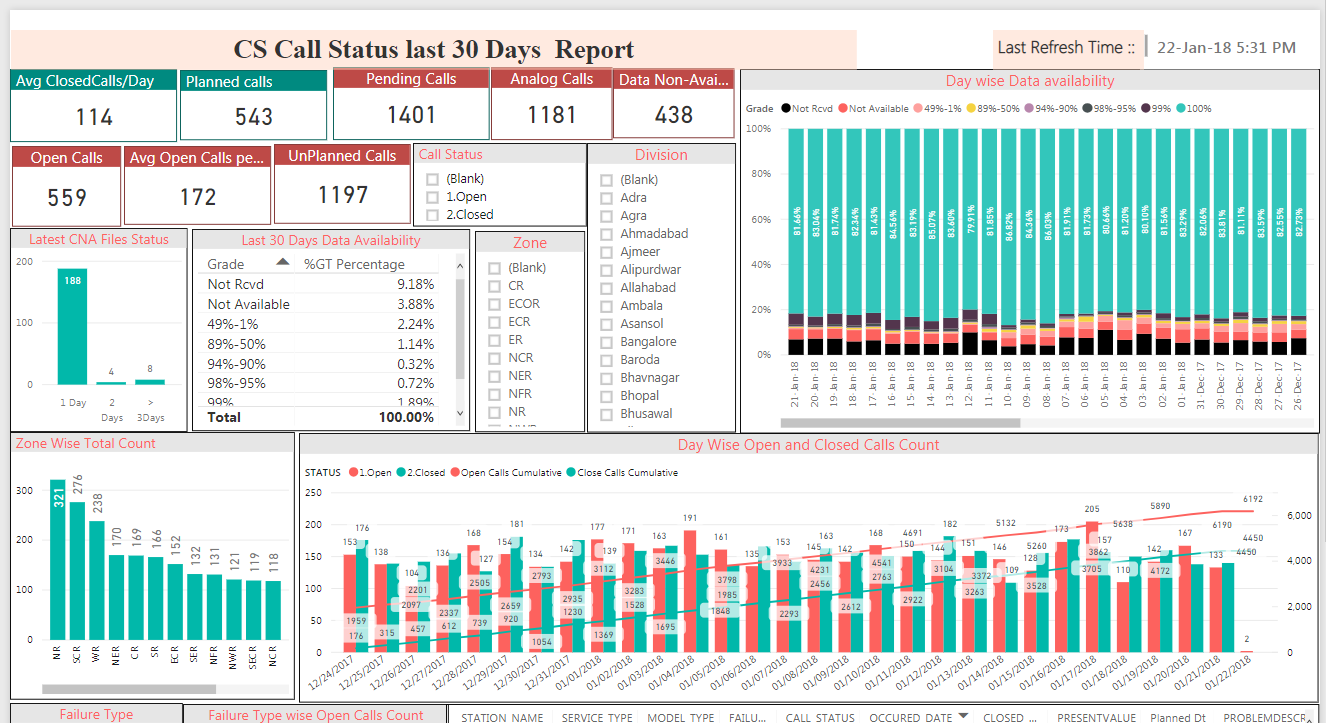 CS Call Status last 30 Days Report
Last Refresh Time :: 22-Jan-18 5:31 PM
Avg ClosedCalls/Day
114
Planned calls
543
Pending Calls
1401
Analog Calls
1181
Data Non-Avai...
438
Open Calls
559
Avg Open Calls pe...
172
UnPlanned Calls
1197
Call Status
(Blank)
1.Open
2.Closed
Division
(Blank)
Adra
Agra
Ahmadabad
Ajmeer
Alipurdwar
Allahabad
Ambala
Asansol
Bangalore
Baroda
Bhavnagar
Bhopal
Bhusawal
Day wise Data availability
Grade Not Rcvd Not Available 49%-1% 89%-50% 94%-90% 98%-95% 99% 100%
100%
80%
60%
40%
20%
0%
81.66% 83.04% 81.74% 82.34% 81.43% 84.56% 83.19% 85.07% 83.60% 79.91% 81.85% 86.82% 84.36% 86.03% 81.91% 81.73% 80.66% 81.20% 80.10% 81.56% 83.29% 82.06% 83.81% 81.11% 83.59% 82.55% 82.73%
21-Jan-18 20-Jan-18 19-Jan-18 18-Jan-18 17-Jan-18 16-Jan-18 15-Jan-18 14-Jan-18 13-Jan-18 12-Jan-18 11-Jan-18 10-Jan-18 09-Jan-18 08-Jan-18 07-Jan-18 06-Jan-18 05-Jan-18 04-Jan-18 03-Jan-18 02-Jan-18 01-Jan-18 31-Dec-17 30-Dec-17 29-Dec-17 28-Dec-17 27-Dec-17 26-Dec-17
Latest CNA Files Status
200
100
0
188
4
8
1 Day
2 Days
> 3Days
Last 30 Days Data Availability
Grade %GT Percentage
Not Rcvd 9.18%
Not Available 3.88%
49%-1% 2.24%
89%-50% 1.14%
94%-90% 0.32%
98%-95% 0.72%
99% 1.89%
Total 100.00%
Zone
(Blank)
CR
ECOR
ECR
ER
NCR
NER
NFR
NR
NWR
Zone Wise Total Count
300
200
100
0
321 276 238 170 169 166 152 132 131 121 119 118
NR SCR WR NER CR SR ECR SER NFR NWR SECR NCR
Day Wise Open and Closed Calls Count
STATUS 1.Open 2.Closed Open Calls Cumulative Close Calls Cumulative
250
200
150
100
50
0
6,000
4,000
2,000
0
153 176 138 104 136 168 127 154 181 134 142 177 139 171 163 191 161 135 153 145 163 142 168 150 144 182 151 146 109 128 173 205 157 110 142 167 133 2
1959 2201 2097 2337 2505 2659 2793 2935 3112 3283 3446 3798 3933 4231 4541 4691 5132 5260 5638 5890 6190 6192
176 315 457 612 739 920 1054 1230 1369 1528 1695 1848 1985 2293 2456 2612 2763 2922 3104 3263 3372 3528 3705 3862 4172 4450 4450
12/24/2017 12/25/2017 12/26/2017 12/27/2017 12/28/2017 12/29/2017 12/30/2017 12/31/2017 01/01/2018 01/02/2018 01/03/2018 01/04/2018 01/05/2018 01/06/2018 01/07/2018 01/08/2018 01/09/2018 01/10/2018 01/11/2018 01/12/2018 01/13/2018 01/14/2018 01/15/2018 01/16/2018 01/17/2018 01/18/2018 01/19/2018 01/20/2018 01/21/2018 01/22/2018
Failure Type
Failure Type wise Open Calls Count
STATION_NAME SERVICE_TYPE MODEL_TYPE FAILU... CALL_STATUS OCCURED_DATE CLOSED_... PRESENTVALUE Planned Dt PROBLEMDESCR